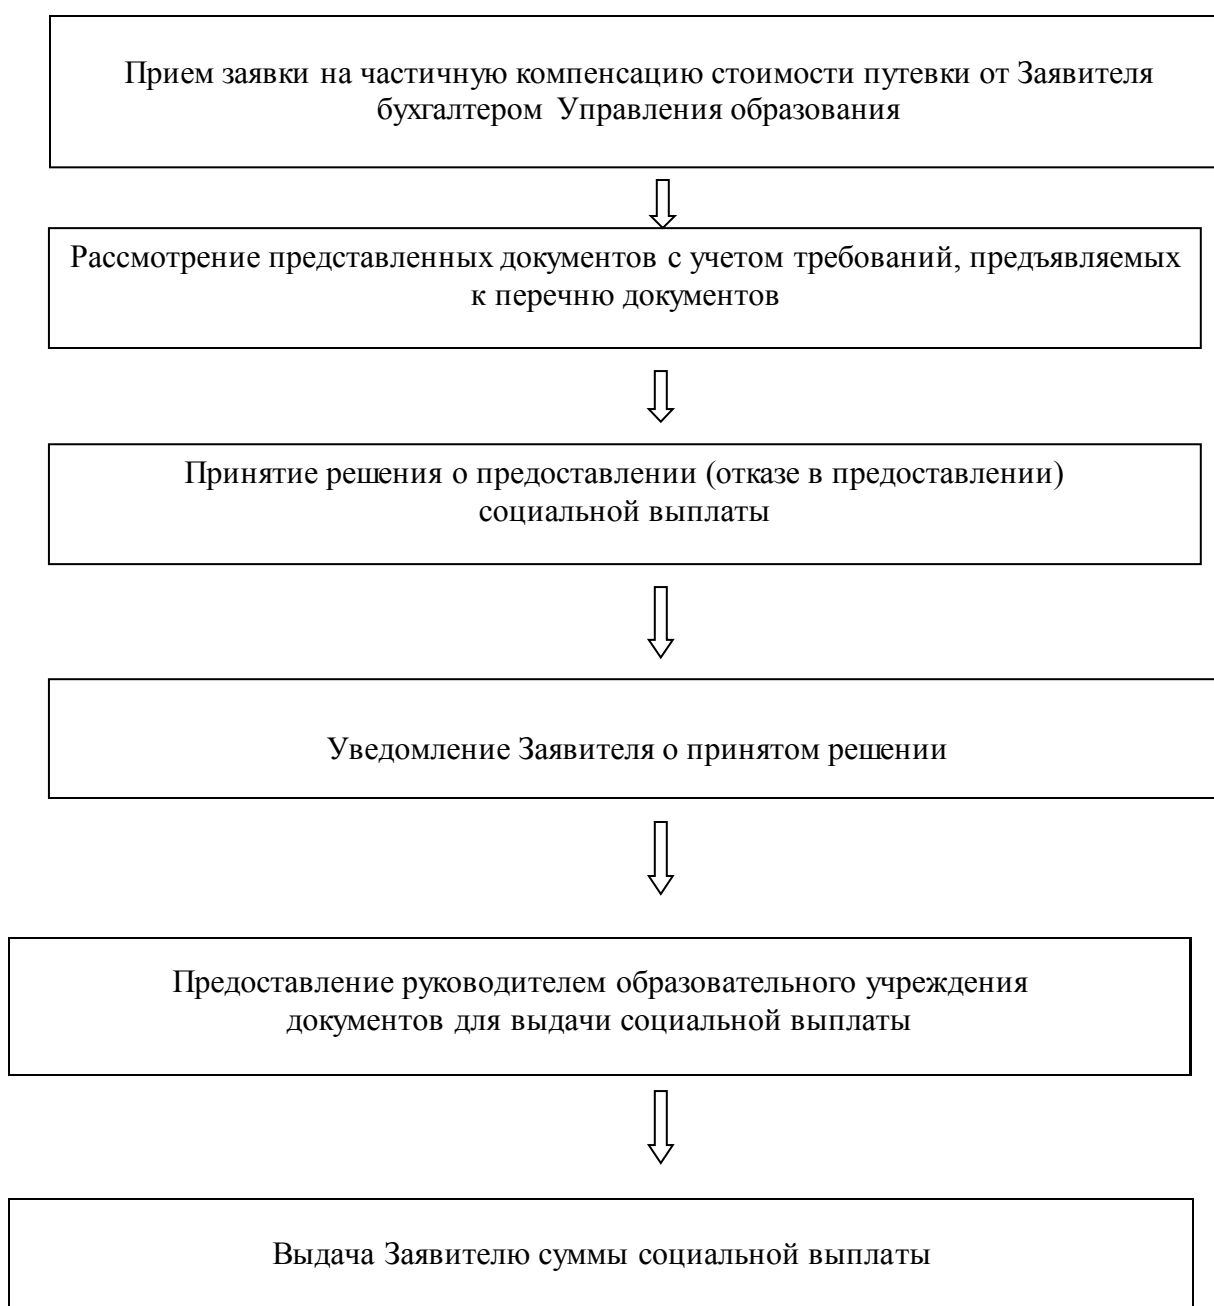 Прием заявки на частичную компенсацию стоимости путевки от Заявителя
бухгалтером Управления образования
Рассмотрение представленных документов с учетом требований, предъявляемых
к перечню документов
Принятие решения о предоставлении (отказе в предоставлении)
социальной выплаты
Уведомление Заявителя о принятом решении
Предоставление руководителем образовательного учреждения
документов для выдачи социальной выплаты
Выдача Заявителю суммы социальной выплаты